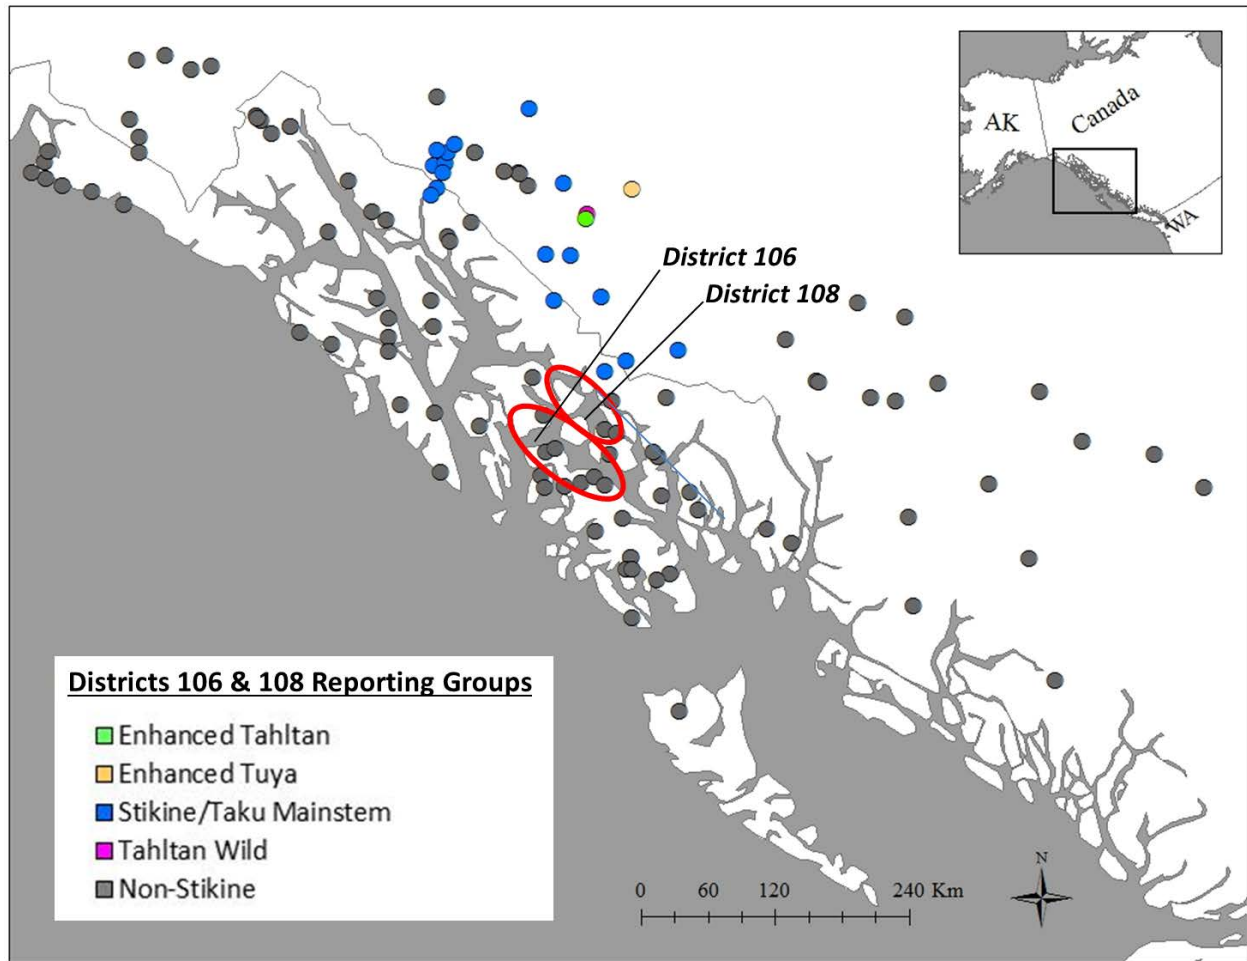 AK
Canada
WA
District 106
District 108
Districts 106 & 108 Reporting Groups
Enhanced Tahltan
Enhanced Tuya
Stikine/Taku Mainstem
Tahltan Wild
Non-Stikine
N
0 60 120 240 Km